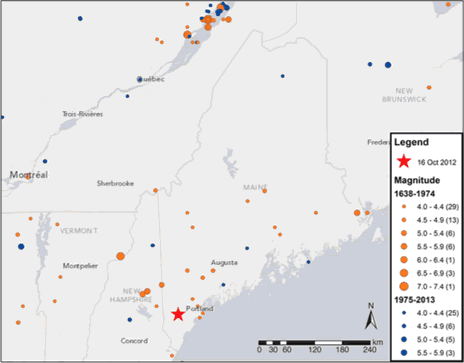 Québec
NEW
BRUNSWICK
Trois-Rivières
Frederi
Montréal
Sherbrooke
MAINE
VERMONT
Montpelier
Augusta
NEW
HAMPSHIRE
Portland
Concord
N
0 30 60 120 180 240
km
Legend
16 Oct 2012
Magnitude
1638-1974
4.0 - 4.4 (29)
4.5 - 4.9 (13)
5.0 - 5.4 (6)
5.5 - 5.9 (6)
6.0 - 6.4 (1)
6.5 - 6.9 (3)
7.0 - 7.4 (1)
1975-2013
4.0 - 4.4 (25)
4.5 - 4.9 (6)
5.0 - 5.4 (5)
5.5 - 5.9 (3)